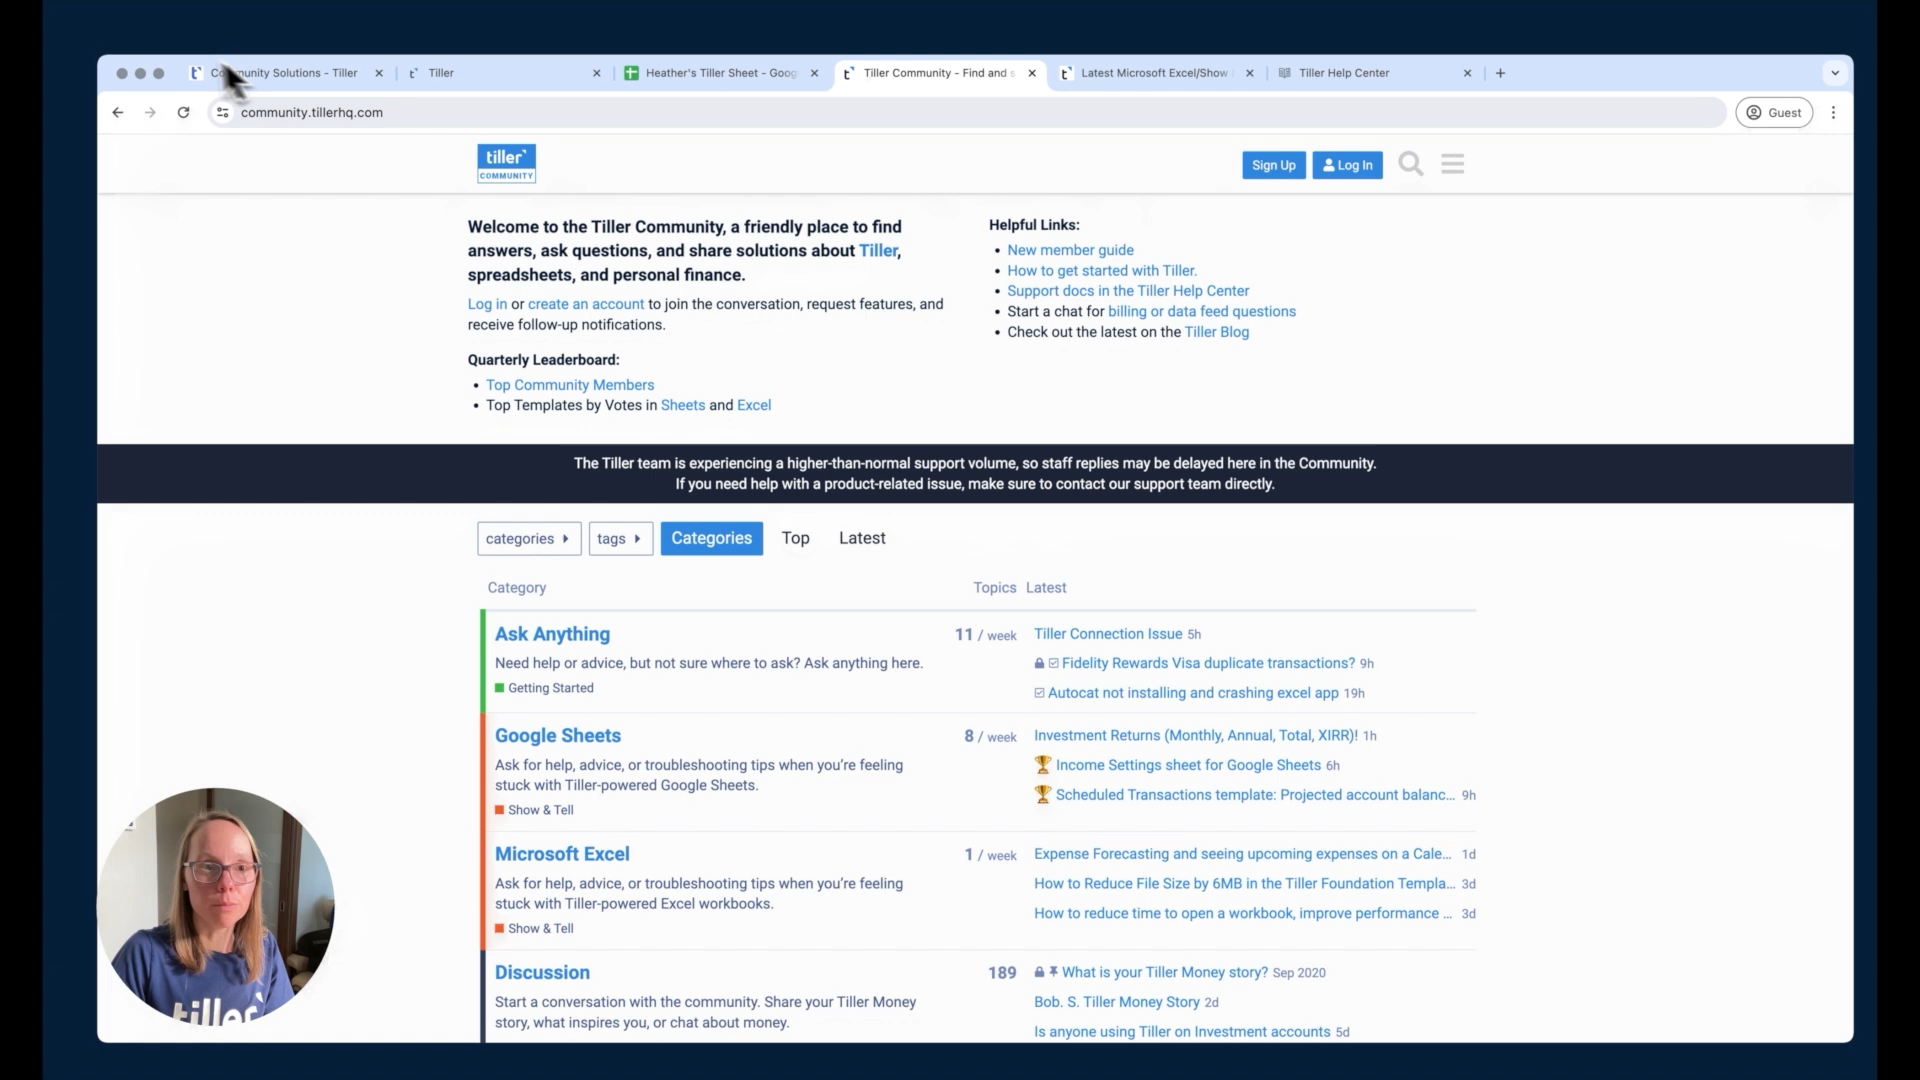 Community Solutions - Tiller
Tiller
Heather's Tiller Sheet - Goog
Tiller Community - Find and s
Latest Microsoft Excel/Show
Tiller Help Center
community.tillerhq.com
Guest
tiller
COMMUNITY
Sign Up
Log In
Welcome to the Tiller Community, a friendly place to find
answers, ask questions, and share solutions about Tiller,
spreadsheets, and personal finance.
Log in or create an account to join the conversation, request features, and
receive follow-up notifications.
Quarterly Leaderboard:
• Top Community Members
• Top Templates by Votes in Sheets and Excel
Helpful Links:
• New member guide
• How to get started with Tiller.
• Support docs in the Tiller Help Center
• Start a chat for billing or data feed questions
• Check out the latest on the Tiller Blog
The Tiller team is experiencing a higher-than-normal support volume, so staff replies may be delayed here in the Community.
If you need help with a product-related issue, make sure to contact our support team directly.
categories
tags
Categories
Top
Latest
Category
Topics
Latest
Ask Anything
Need help or advice, but not sure where to ask? Ask anything here.
Getting Started
11 / week
Tiller Connection Issue 5h
Fidelity Rewards Visa duplicate transactions? 9h
Autocat not installing and crashing excel app 19h
Google Sheets
Ask for help, advice, or troubleshooting tips when you’re feeling
stuck with Tiller-powered Google Sheets.
Show & Tell
8 / week
Investment Returns (Monthly, Annual, Total, XIRR)! 1h
Income Settings sheet for Google Sheets 6h
Scheduled Transactions template: Projected account balanc... 9h
Microsoft Excel
Ask for help, advice, or troubleshooting tips when you’re feeling
stuck with Tiller-powered Excel workbooks.
Show & Tell
1 / week
Expense Forecasting and seeing upcoming expenses on a Cale... 1d
How to Reduce File Size by 6MB in the Tiller Foundation Templa... 3d
How to reduce time to open a workbook, improve performance ... 3d
Discussion
Start a conversation with the community. Share your Tiller Money
story, what inspires you, or chat about money.
189
What is your Tiller Money story? Sep 2020
Bob. S. Tiller Money Story 2d
Is anyone using Tiller on Investment accounts 5d
tiller